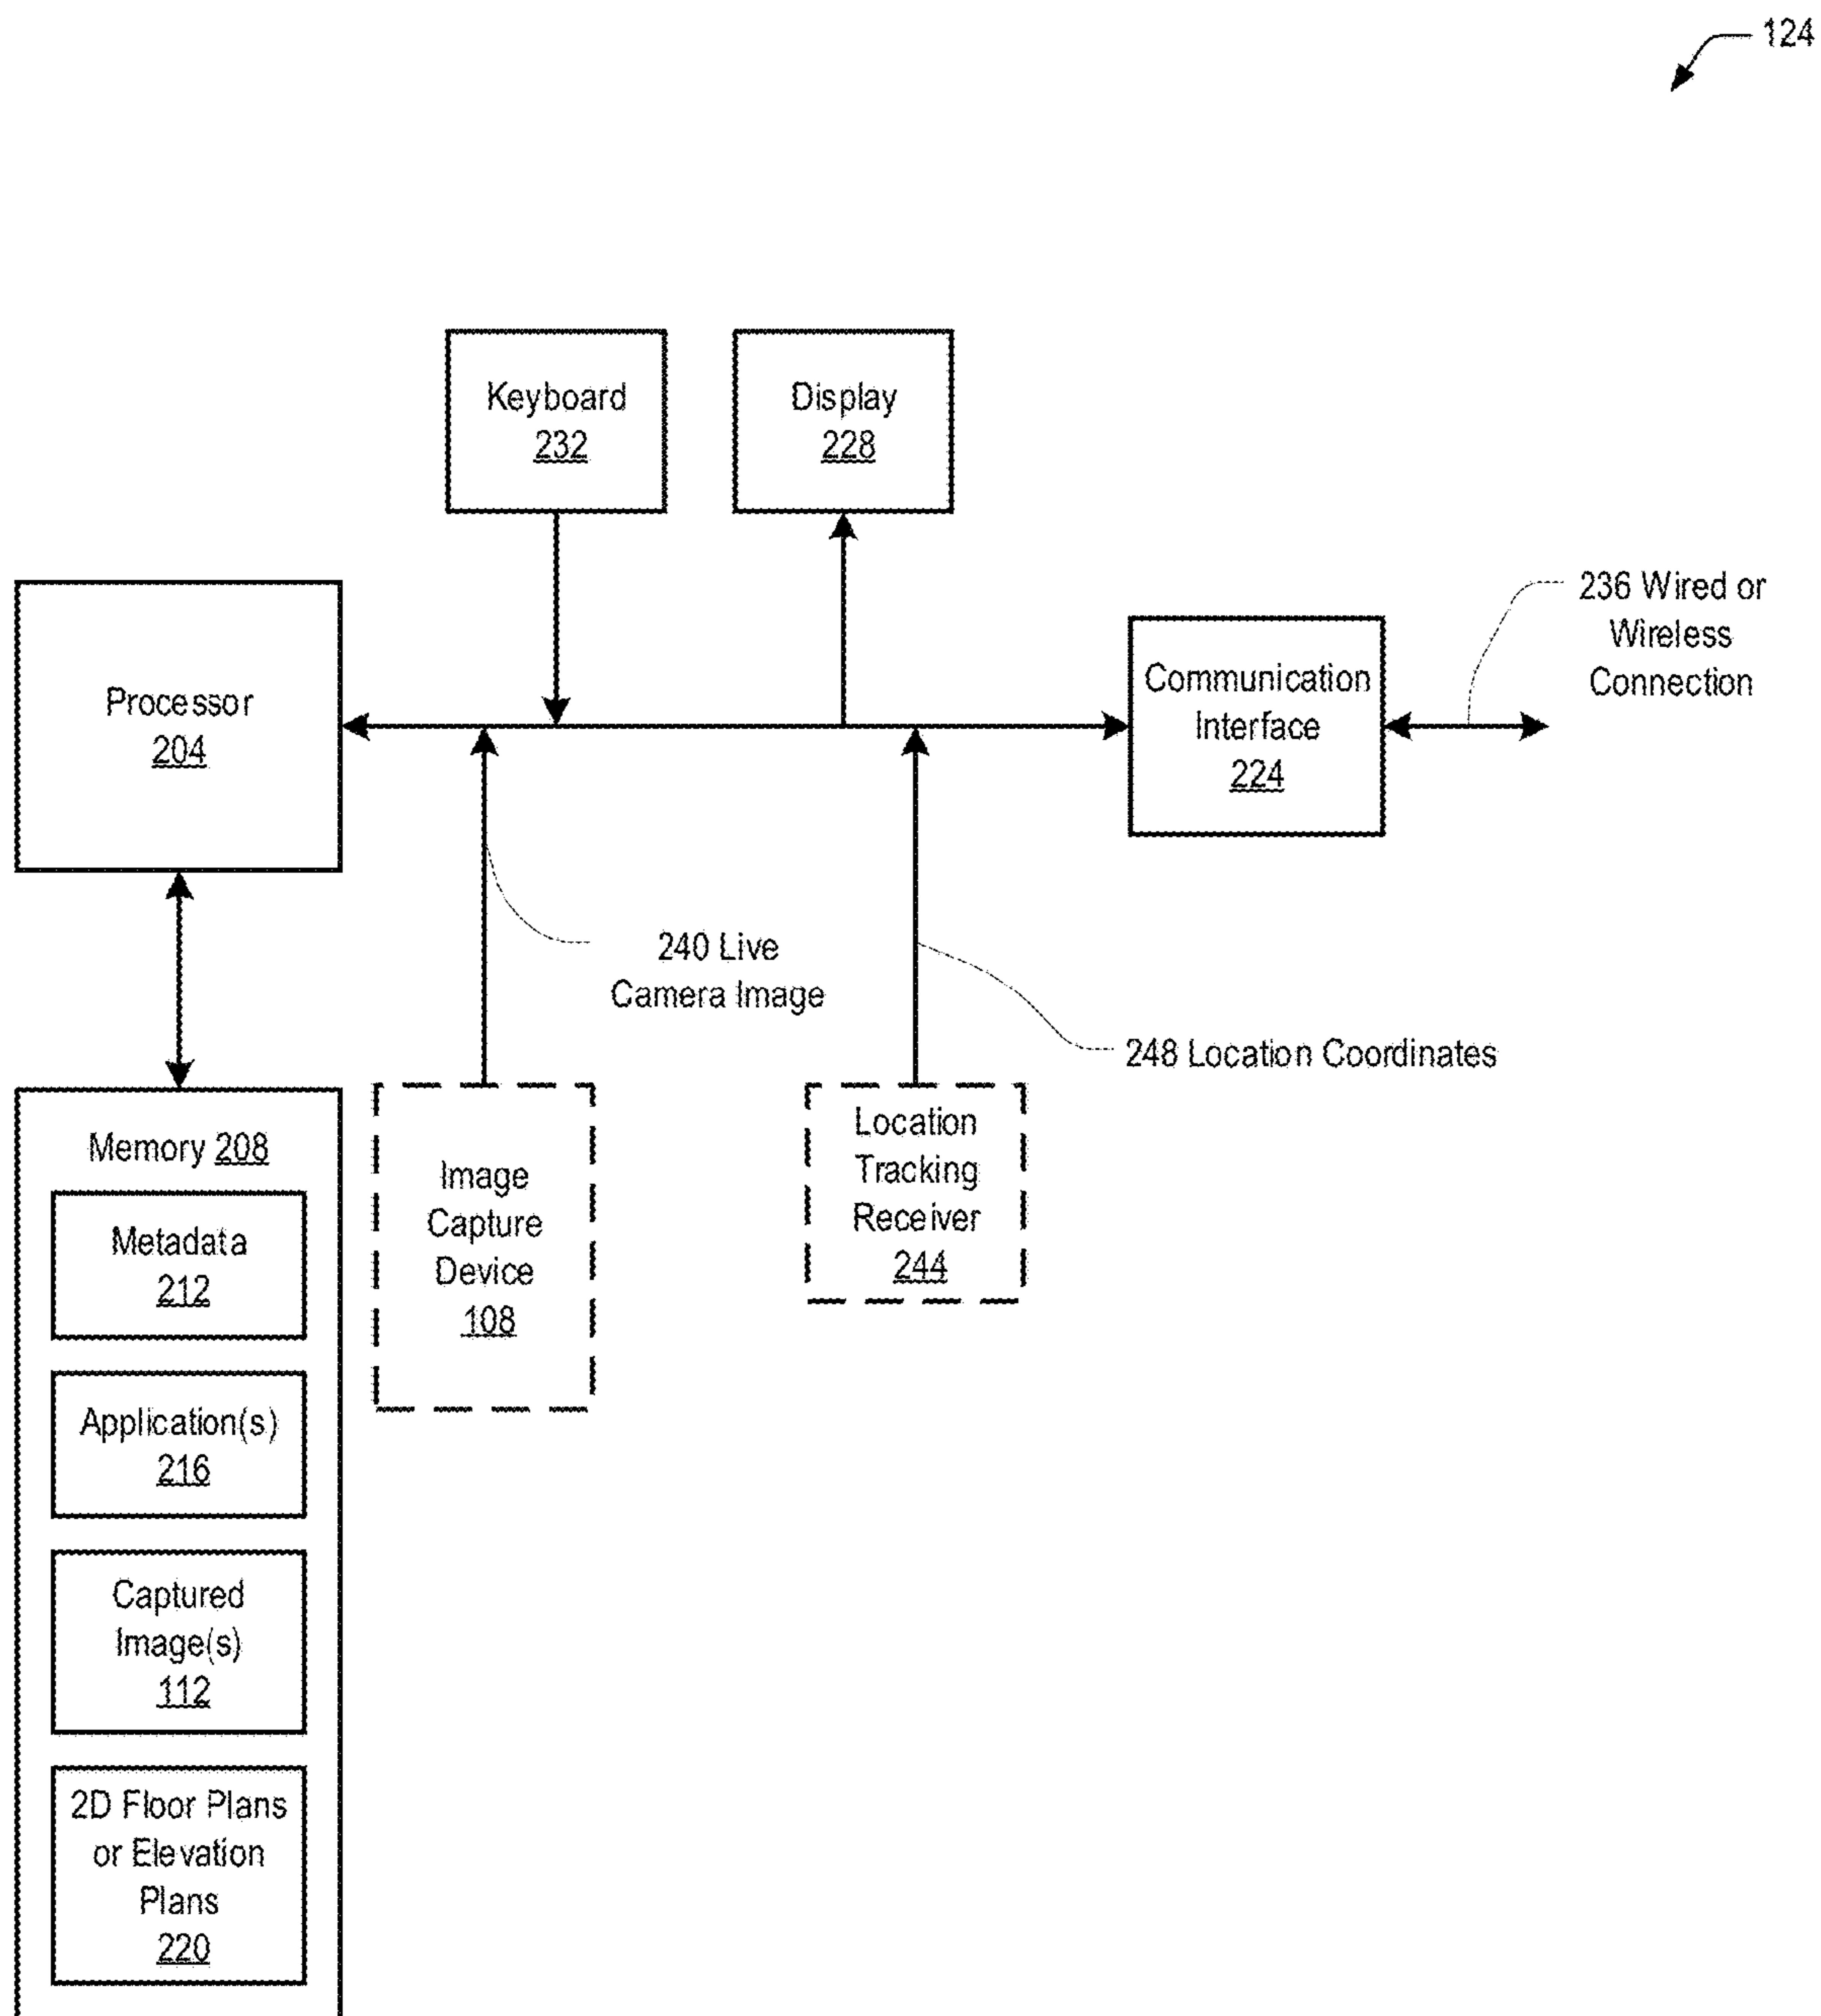 124
Keyboard
232
Display
228
Processor
204
Communication
Interface
224
236 Wired or
Wireless
Connection
240 Live
Camera Image
248 Location Coordinates
Memory 208
Metadata
212
Application(s)
216
Captured
Image(s)
112
2D Floor Plans
or Elevation
Plans
220
Image
Capture
Device
108
Location
Tracking
Receiver
244